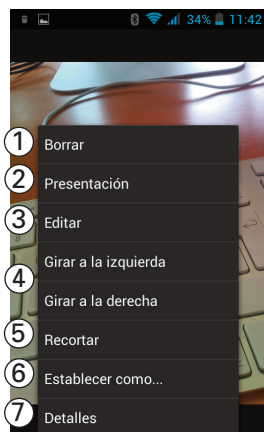 34% 11:42
1 Borrar
2 Presentación
3 Editar
Girar a la izquierda
4
Girar a la derecha
5 Recortar
6 Establecer como...
7 Detalles